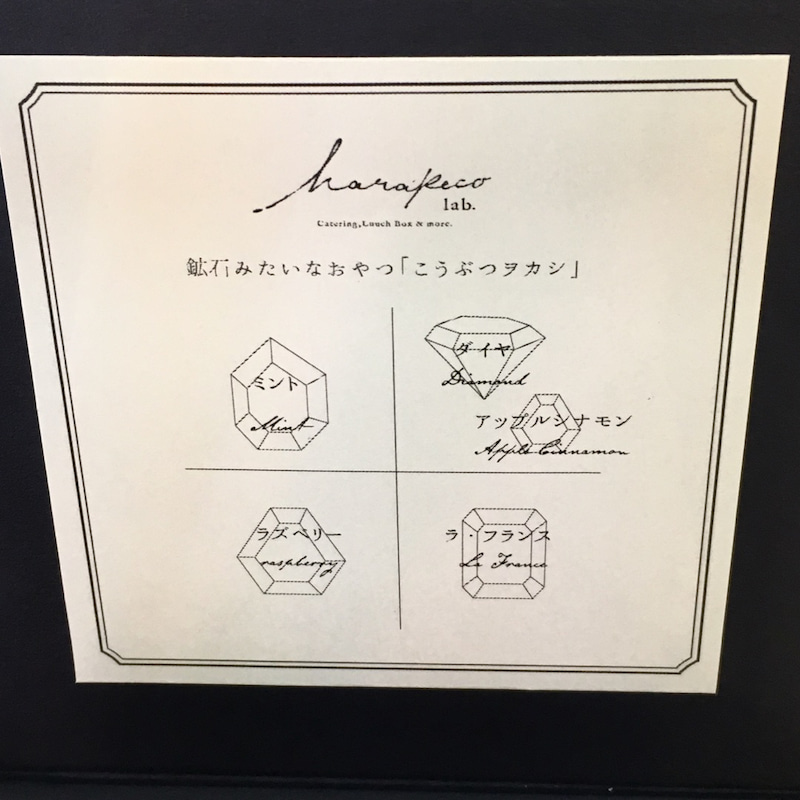 harapeco
lab.
Catering,Lunch Box & more.
鉱石みたいなおやつ「こうぶつヲカシ」
ミント
Mint
ダイヤ
Diamond
アップルシナモン
Apple Cinnamon
ラズベリー
raspberry
ラ・フランス
La France